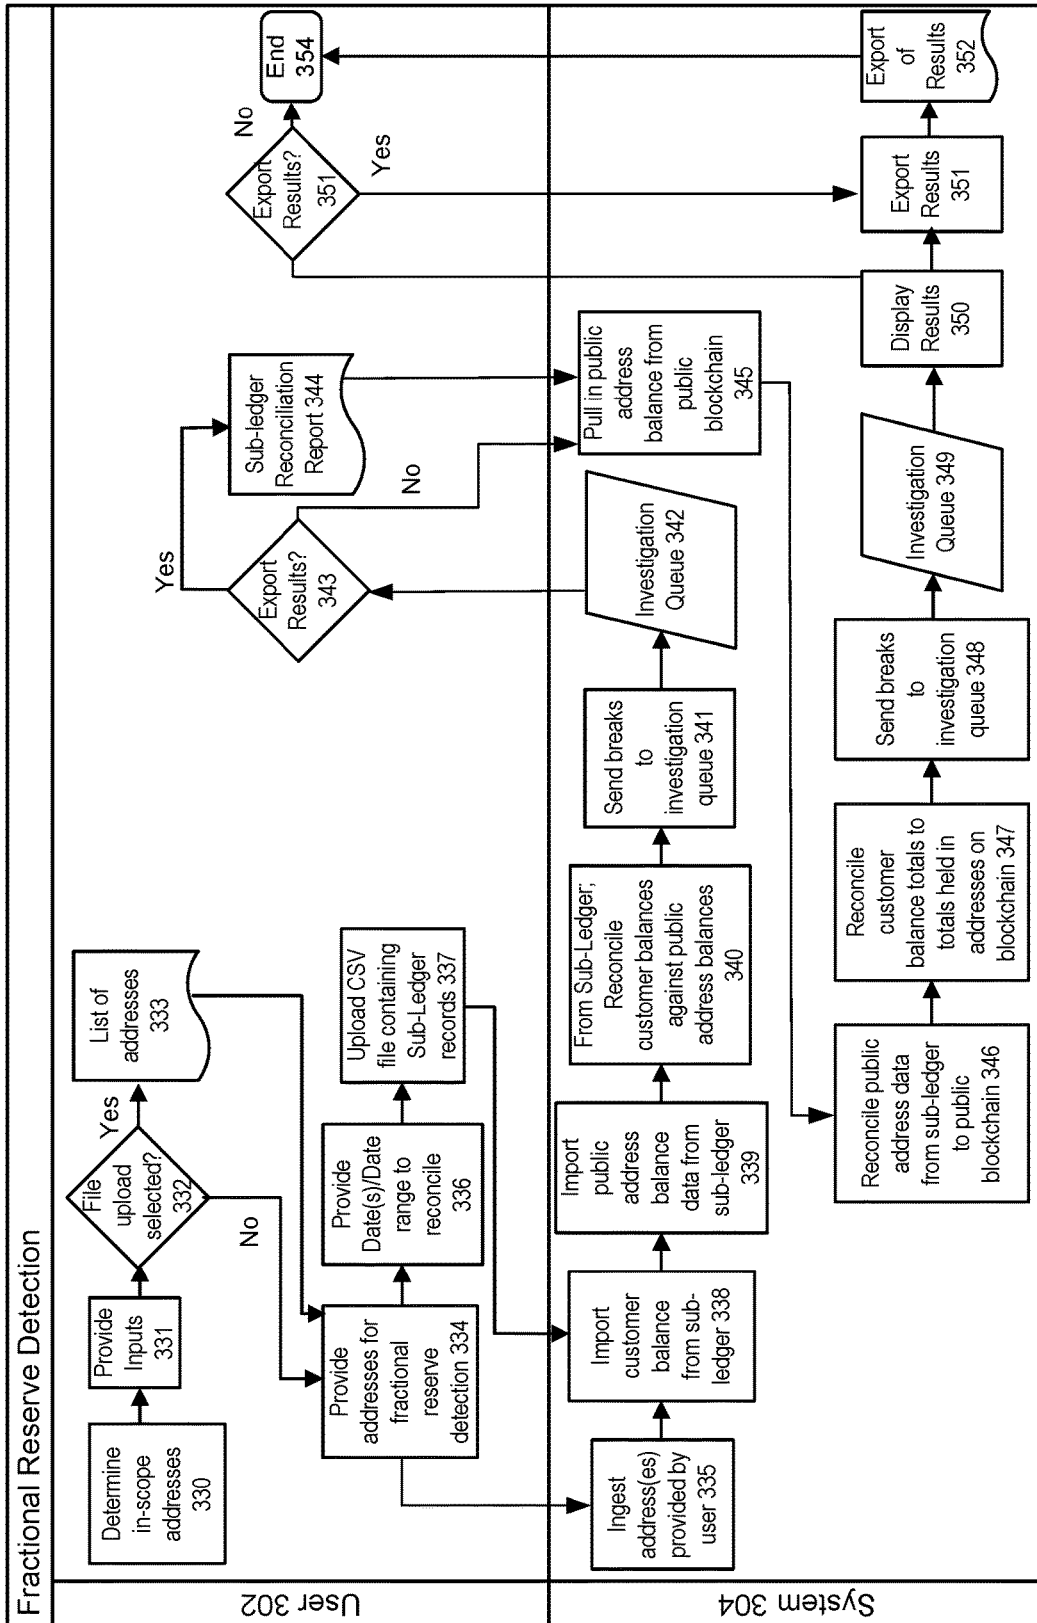 Fractional Reserve Detection
User 302
Determine
in-scope
addresses
330
Provide
Inputs
331
File
upload
selected?
332
Yes
No
List of
addresses
333
Provide
addresses for
fractional
reserve
detection 334
Provide
Date(s)/Date
range to
reconcile
336
Upload CSV
file containing
Sub-Ledger
records 337
Export
Results?
343
Yes
No
Sub-ledger
Reconciliation
Report 344
Export
Results?
351
No
Yes
End
354
System 304
Ingest
address(es)
provided by
user 335
Import
customer
balance
from sub-
ledger 338
Import
public
address
balance
data from
sub-ledger
339
From Sub-Ledger;
Reconcile
customer balances
against public
address balances
340
Send breaks
to
investigation
queue 341
Investigation
Queue 342
Pull in public
address
balance from
public
blockchain
345
Reconcile public
address data
from sub-ledger
to public
blockchain 346
Reconcile
customer
balance totals to
totals held in
addresses on
blockchain 347
Send breaks
to
investigation
queue 348
Investigation
Queue 349
Display
Results
350
Export
Results
351
Export
of
Results
352